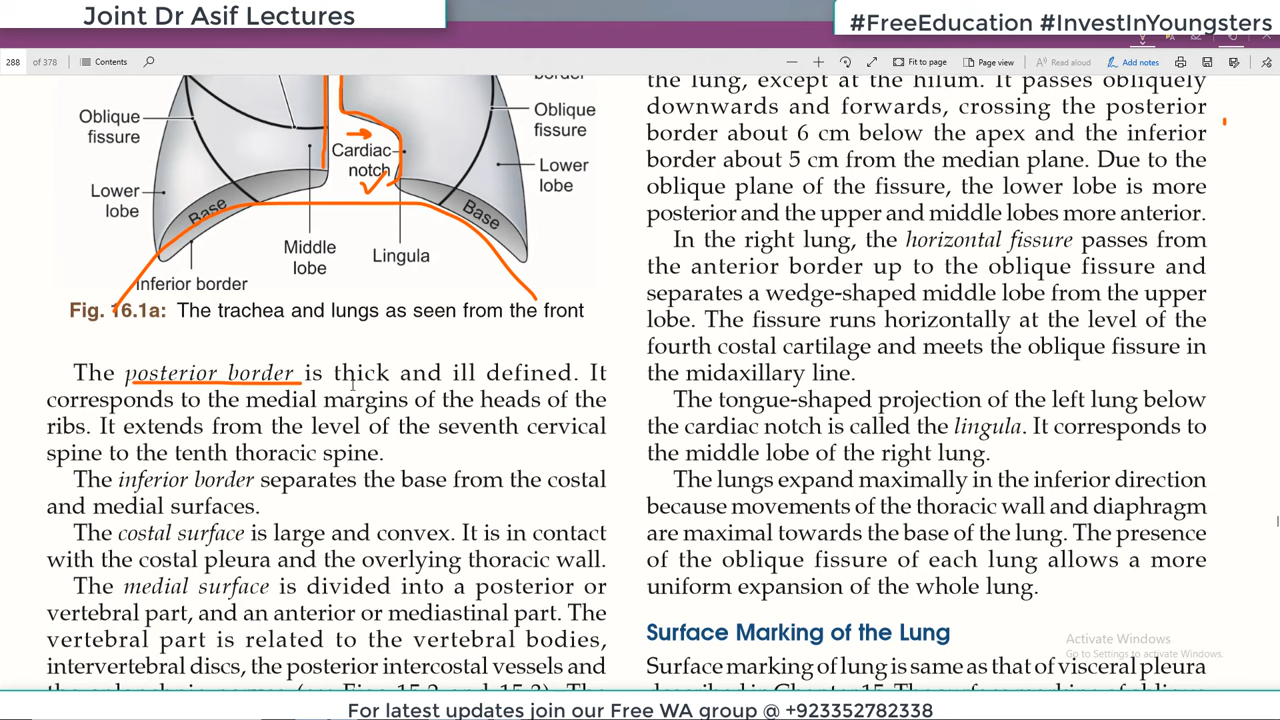 Joint Dr Asif Lectures
#FreeEducation #InvestInYoungsters
288 of 378 Contents Fit to page Page view Read aloud Add notes
border
Oblique
fissure
Oblique
fissure
Cardiac
notch
Lower
lobe
Lower
lobe
Base
Base
Middle
lobe
Lingula
Inferior border
Fig. 16.1a: The trachea and lungs as seen from the front
The posterior border is thick and ill defined. It
corresponds to the medial margins of the heads of the
ribs. It extends from the level of the seventh cervical
spine to the tenth thoracic spine.
The inferior border separates the base from the costal
and medial surfaces.
The costal surface is large and convex. It is in contact
with the costal pleura and the overlying thoracic wall.
The medial surface is divided into a posterior or
vertebral part, and an anterior or mediastinal part. The
vertebral part is related to the vertebral bodies,
intervertebral discs, the posterior intercostal vessels and
the lung, except at the hilum. It passes obliquely
downwards and forwards, crossing the posterior
border about 6 cm below the apex and the inferior
border about 5 cm from the median plane. Due to the
oblique plane of the fissure, the lower lobe is more
posterior and the upper and middle lobes more anterior.
In the right lung, the horizontal fissure passes from
the anterior border up to the oblique fissure and
separates a wedge-shaped middle lobe from the upper
lobe. The fissure runs horizontally at the level of the
fourth costal cartilage and meets the oblique fissure in
the midaxillary line.
The tongue-shaped projection of the left lung below
the cardiac notch is called the lingula. It corresponds to
the middle lobe of the right lung.
The lungs expand maximally in the inferior direction
because movements of the thoracic wall and diaphragm
are maximal towards the base of the lung. The presence
of the oblique fissure of each lung allows a more
uniform expansion of the whole lung.
Surface Marking of the Lung
Surface marking of lung is same as that of visceral pleura
Activate Windows
Go to Settings to activate Windows.
For latest updates join our Free WA group @ +923352782338